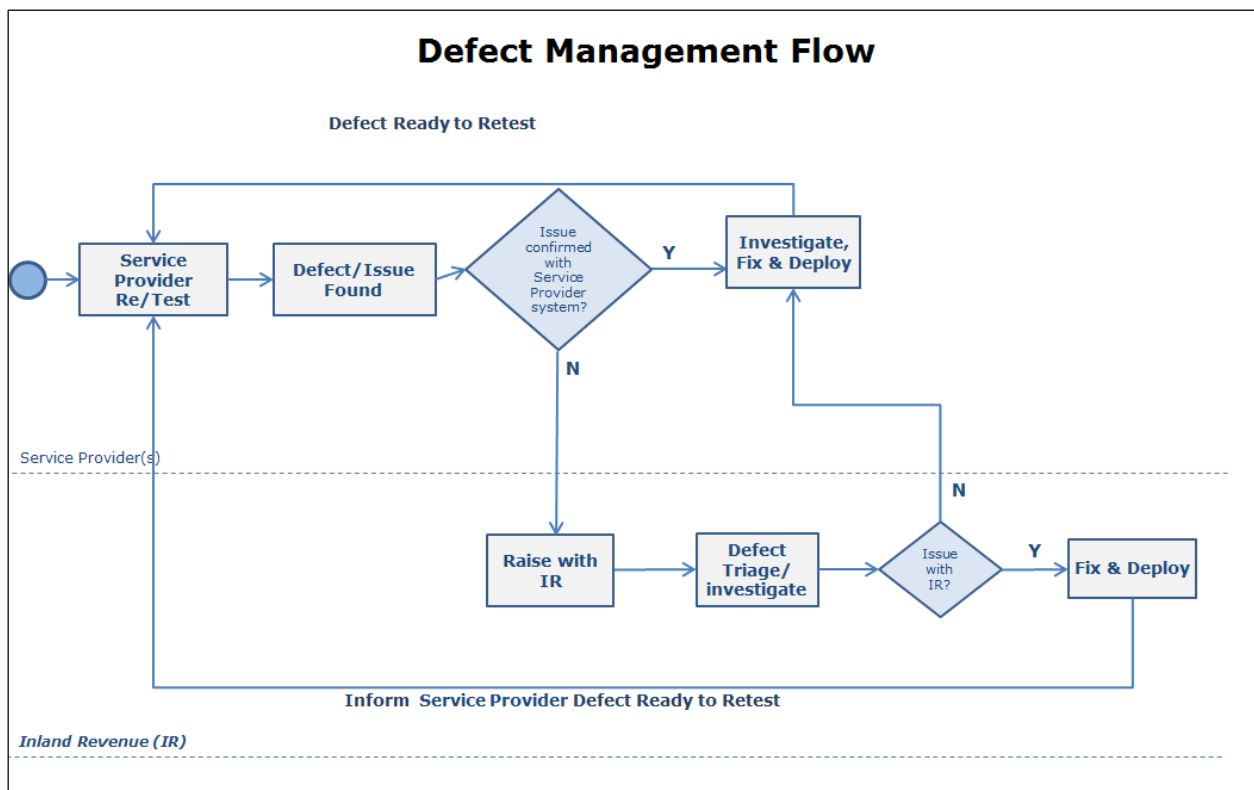 Defect Management Flow
Defect Ready to Retest
Service
Provider
Re/Test
Defect/Issue
Found
Issue
confirmed
with
Service
Provider
system?
Y
Investigate,
Fix & Deploy
N
Service Provider(s)
N
Raise with
IR
Defect
Triage/
investigate
Issue
with
IR?
Y
Fix & Deploy
Inform Service Provider Defect Ready to Retest
Inland Revenue (IR)